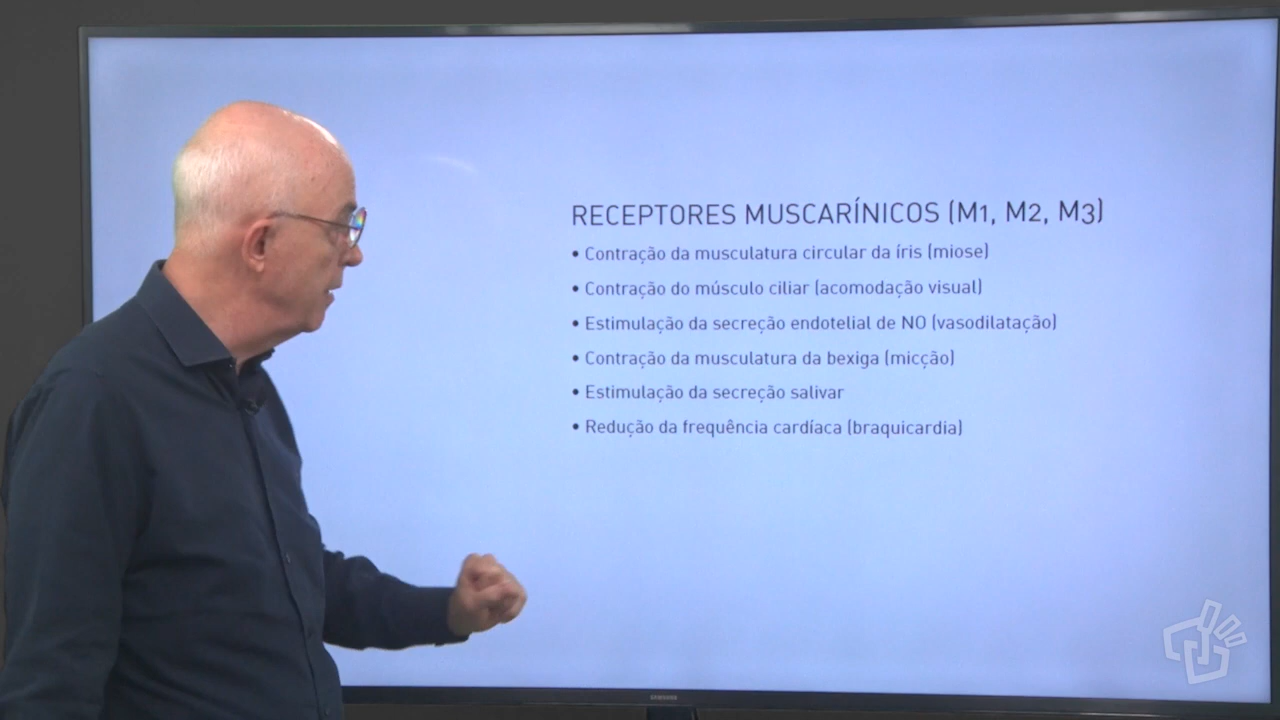 RECEPTORES MUSCARÍNICOS (M1, M2, M3)
• Contração da musculatura circular da íris (miose)
• Contração do músculo ciliar (acomodação visual)
• Estimulação da secreção endotelial de NO (vasodilatação)
• Contração da musculatura da bexiga (micção)
• Estimulação da secreção salivar
• Redução da frequência cardíaca (braquicardia)
SAMSUNG